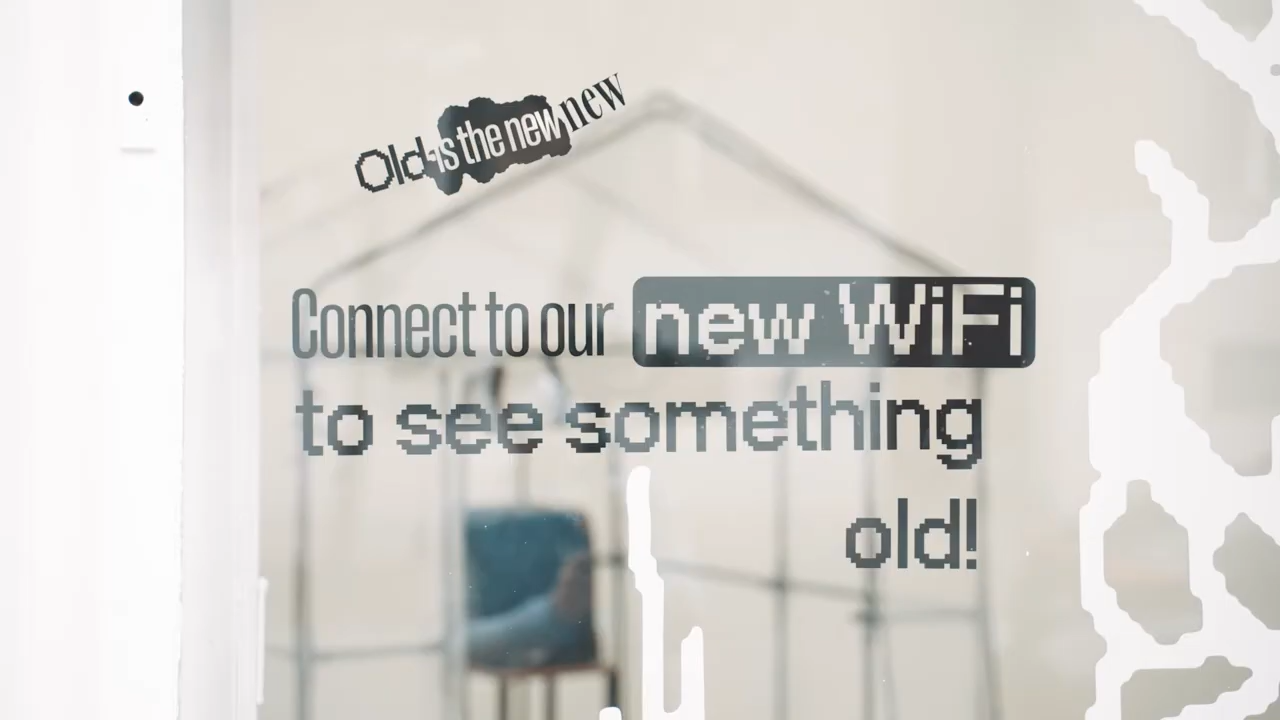 Old is the new new
Connect to our new WiFi
to see something
old!